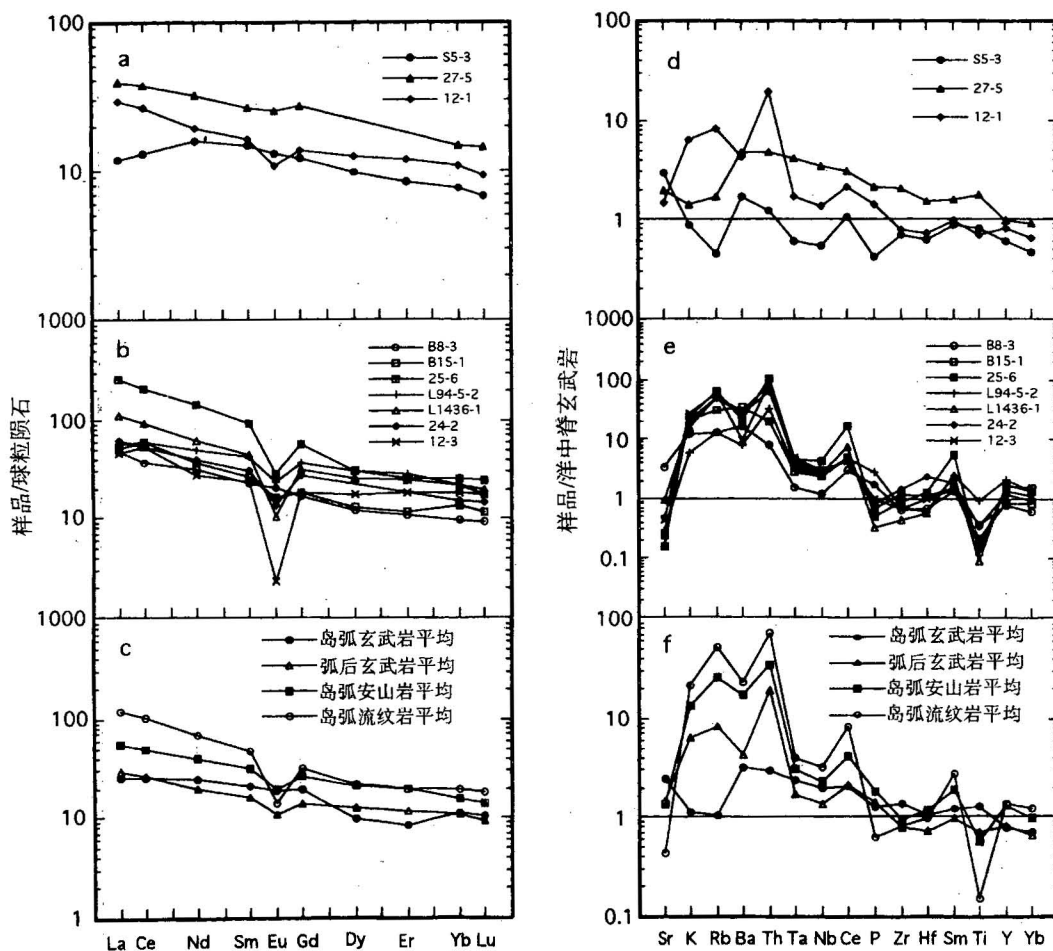 样品/球粒陨石
100
10
1000
100
10
1000
100
10
1
a
S5-3
27-5
12-1
b
B8-3
B15-1
25-6
L94-5-2
L1436-1
24-2
12-3
c
岛弧玄武岩平均
弧后玄武岩平均
岛弧安山岩平均
岛弧流纹岩平均
La Ce Nd Sm Eu Gd Dy Er Yb Lu
样品/洋中脊玄武岩
100
10
1
1000
100
10
1
0.1
100
10
1
0.1
d
S5-3
27-5
12-1
e
B8-3
B15-1
25-6
L94-5-2
L1436-1
24-2
12-3
f
岛弧玄武岩平均
弧后玄武岩平均
岛弧安山岩平均
岛弧流纹岩平均
Sr K Rb Ba Th Ta Nb Ce P Zr Hf Sm Ti Y Yb